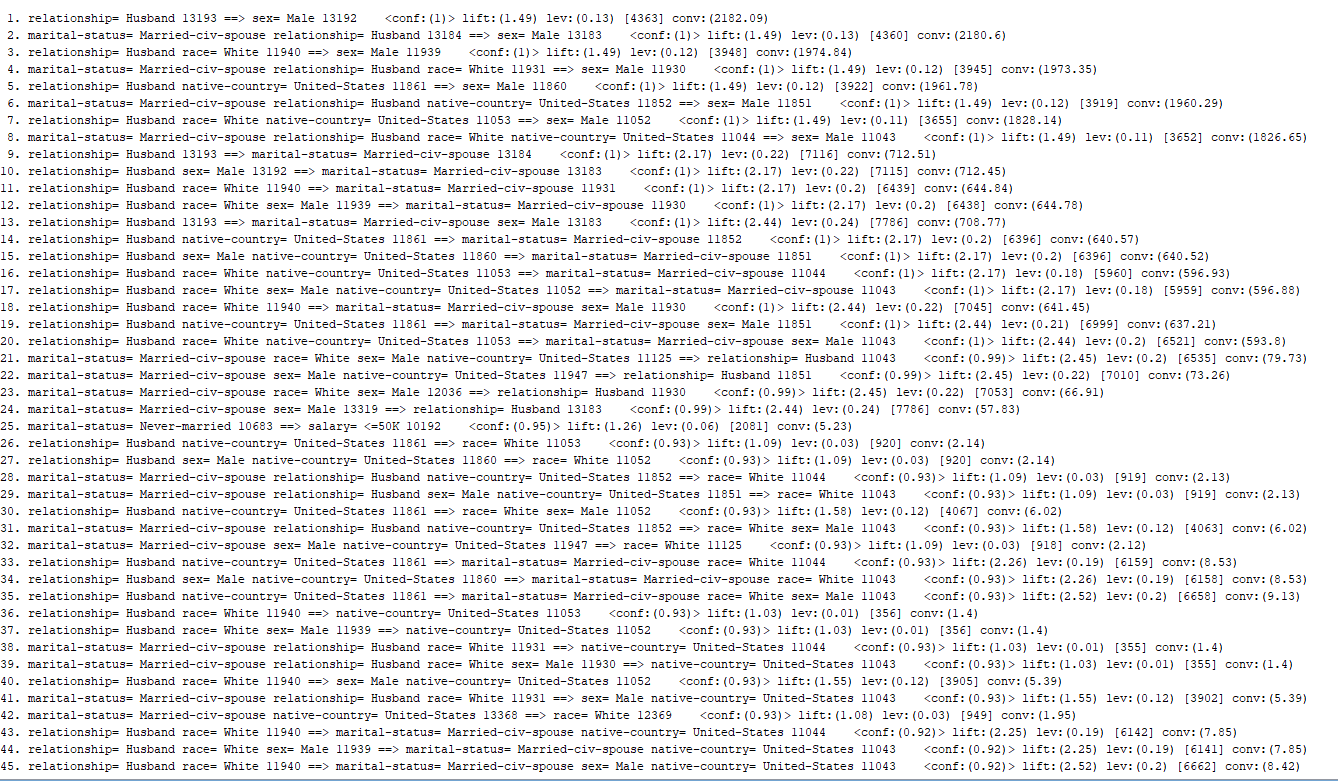 1. relationship= Husband 13193 ==> sex= Male 13192 <conf:(1)> lift:(1.49) lev:(0.13) [4363] conv:(2182.09)
2. marital-status= Married-civ-spouse relationship= Husband 13184 ==> sex= Male 13183 <conf:(1)> lift:(1.49) lev:(0.13) [4360] conv:(2180.6)
3. relationship= Husband race= White 11940 ==> sex= Male 11939 <conf:(1)> lift:(1.49) lev:(0.12) [3948] conv:(1974.84)
4. marital-status= Married-civ-spouse relationship= Husband race= White 11931 ==> sex= Male 11930 <conf:(1)> lift:(1.49) lev:(0.12) [3945] conv:(1973.35)
5. relationship= Husband native-country= United-States 11861 ==> sex= Male 11860 <conf:(1)> lift:(1.49) lev:(0.12) [3922] conv:(1961.78)
6. marital-status= Married-civ-spouse relationship= Husband native-country= United-States 11852 ==> sex= Male 11851 <conf:(1)> lift:(1.49) lev:(0.12) [3919] conv:(1960.29)
7. relationship= Husband race= White native-country= United-States 11053 ==> sex= Male 11052 <conf:(1)> lift:(1.49) lev:(0.11) [3655] conv:(1828.14)
8. marital-status= Married-civ-spouse relationship= Husband race= White native-country= United-States 11044 ==> sex= Male 11043 <conf:(1)> lift:(1.49) lev:(0.11) [3652] conv:(1826.65)
9. relationship= Husband 13193 ==> marital-status= Married-civ-spouse 13184 <conf:(1)> lift:(2.17) lev:(0.22) [7116] conv:(712.51)
10. relationship= Husband sex= Male 13192 ==> marital-status= Married-civ-spouse 13183 <conf:(1)> lift:(2.17) lev:(0.22) [7115] conv:(712.45)
11. relationship= Husband race= White 11940 ==> marital-status= Married-civ-spouse 11931 <conf:(1)> lift:(2.17) lev:(0.2) [6439] conv:(644.84)
12. relationship= Husband race= White sex= Male 11939 ==> marital-status= Married-civ-spouse 11930 <conf:(1)> lift:(2.17) lev:(0.2) [6438] conv:(644.78)
13. relationship= Husband 13193 ==> marital-status= Married-civ-spouse sex= Male 13183 <conf:(1)> lift:(2.44) lev:(0.24) [7786] conv:(708.77)
14. relationship= Husband native-country= United-States 11861 ==> marital-status= Married-civ-spouse 11852 <conf:(1)> lift:(2.17) lev:(0.2) [6396] conv:(640.57)
15. relationship= Husband sex= Male native-country= United-States 11860 ==> marital-status= Married-civ-spouse 11851 <conf:(1)> lift:(2.17) lev:(0.2) [6396] conv:(640.52)
16. relationship= Husband race= White native-country= United-States 11053 ==> marital-status= Married-civ-spouse 11044 <conf:(1)> lift:(2.17) lev:(0.18) [5960] conv:(596.93)
17. relationship= Husband race= White sex= Male native-country= United-States 11052 ==> marital-status= Married-civ-spouse 11043 <conf:(1)> lift:(2.17) lev:(0.18) [5959] conv:(596.88)
18. relationship= Husband race= White 11940 ==> marital-status= Married-civ-spouse sex= Male 11930 <conf:(1)> lift:(2.44) lev:(0.22) [7045] conv:(641.45)
19. relationship= Husband native-country= United-States 11861 ==> marital-status= Married-civ-spouse sex= Male 11851 <conf:(1)> lift:(2.44) lev:(0.21) [6999] conv:(637.21)
20. relationship= Husband race= White native-country= United-States 11053 ==> marital-status= Married-civ-spouse sex= Male 11043 <conf:(1)> lift:(2.44) lev:(0.2) [6521] conv:(593.8)
21. marital-status= Married-civ-spouse race= White sex= Male native-country= United-States 11125 ==> relationship= Husband 11043 <conf:(0.99)> lift:(2.45) lev:(0.2) [6535] conv:(79.73)
22. marital-status= Married-civ-spouse sex= Male native-country= United-States 11947 ==> relationship= Husband 11851 <conf:(0.99)> lift:(2.45) lev:(0.22) [7010] conv:(73.26)
23. marital-status= Married-civ-spouse race= White sex= Male 12036 ==> relationship= Husband 11930 <conf:(0.99)> lift:(2.45) lev:(0.22) [7053] conv:(66.91)
24. marital-status= Married-civ-spouse sex= Male 13319 ==> relationship= Husband 13183 <conf:(0.99)> lift:(2.44) lev:(0.24) [7786] conv:(57.83)
25. marital-status= Never-married 10683 ==> salary= <=50K 10192 <conf:(0.95)> lift:(1.26) lev:(0.06) [2081] conv:(5.23)
26. relationship= Husband native-country= United-States 11861 ==> race= White 11053 <conf:(0.93)> lift:(1.09) lev:(0.03) [920] conv:(2.14)
27. relationship= Husband sex= Male native-country= United-States 11860 ==> race= White 11052 <conf:(0.93)> lift:(1.09) lev:(0.03) [920] conv:(2.14)
28. marital-status= Married-civ-spouse relationship= Husband native-country= United-States 11852 ==> race= White 11044 <conf:(0.93)> lift:(1.09) lev:(0.03) [919] conv:(2.13)
29. marital-status= Married-civ-spouse relationship= Husband sex= Male native-country= United-States 11851 ==> race= White 11043 <conf:(0.93)> lift:(1.09) lev:(0.03) [919] conv:(2.13)
30. relationship= Husband native-country= United-States 11861 ==> race= White sex= Male 11052 <conf:(0.93)> lift:(1.58) lev:(0.12) [4067] conv:(6.02)
31. marital-status= Married-civ-spouse relationship= Husband native-country= United-States 11852 ==> race= White sex= Male 11043 <conf:(0.93)> lift:(1.58) lev:(0.12) [4063] conv:(6.02)
32. marital-status= Married-civ-spouse sex= Male native-country= United-States 11947 ==> race= White 11125 <conf:(0.93)> lift:(1.09) lev:(0.03) [918] conv:(2.12)
33. relationship= Husband native-country= United-States 11861 ==> marital-status= Married-civ-spouse race= White 11044 <conf:(0.93)> lift:(2.26) lev:(0.19) [6159] conv:(8.53)
34. relationship= Husband sex= Male native-country= United-States 11860 ==> marital-status= Married-civ-spouse race= White 11043 <conf:(0.93)> lift:(2.26) lev:(0.19) [6158] conv:(8.53)
35. relationship= Husband native-country= United-States 11861 ==> marital-status= Married-civ-spouse race= White sex= Male 11043 <conf:(0.93)> lift:(2.52) lev:(0.2) [6658] conv:(9.13)
36. relationship= Husband race= White 11940 ==> native-country= United-States 11053 <conf:(0.93)> lift:(1.03) lev:(0.01) [356] conv:(1.4)
37. relationship= Husband race= White sex= Male 11939 ==> native-country= United-States 11052 <conf:(0.93)> lift:(1.03) lev:(0.01) [356] conv:(1.4)
38. marital-status= Married-civ-spouse relationship= Husband race= White 11931 ==> native-country= United-States 11044 <conf:(0.93)> lift:(1.03) lev:(0.01) [355] conv:(1.4)
39. marital-status= Married-civ-spouse relationship= Husband race= White sex= Male 11930 ==> native-country= United-States 11043 <conf:(0.93)> lift:(1.03) lev:(0.01) [355] conv:(1.4)
40. relationship= Husband race= White 11940 ==> sex= Male native-country= United-States 11052 <conf:(0.93)> lift:(1.55) lev:(0.12) [3905] conv:(5.39)
41. marital-status= Married-civ-spouse relationship= Husband race= White 11931 ==> sex= Male native-country= United-States 11043 <conf:(0.93)> lift:(1.55) lev:(0.12) [3902] conv:(5.39)
42. marital-status= Married-civ-spouse native-country= United-States 13368 ==> race= White 12369 <conf:(0.93)> lift:(1.08) lev:(0.03) [949] conv:(1.95)
43. relationship= Husband race= White 11940 ==> marital-status= Married-civ-spouse native-country= United-States 11044 <conf:(0.92)> lift:(2.25) lev:(0.19) [6142] conv:(7.85)
44. relationship= Husband race= White sex= Male 11939 ==> marital-status= Married-civ-spouse native-country= United-States 11043 <conf:(0.92)> lift:(2.25) lev:(0.19) [6141] conv:(7.85)
45. relationship= Husband race= White 11940 ==> marital-status= Married-civ-spouse sex= Male native-country= United-States 11043 <conf:(0.92)> lift:(2.52) lev:(0.2) [6662] conv:(8.42)